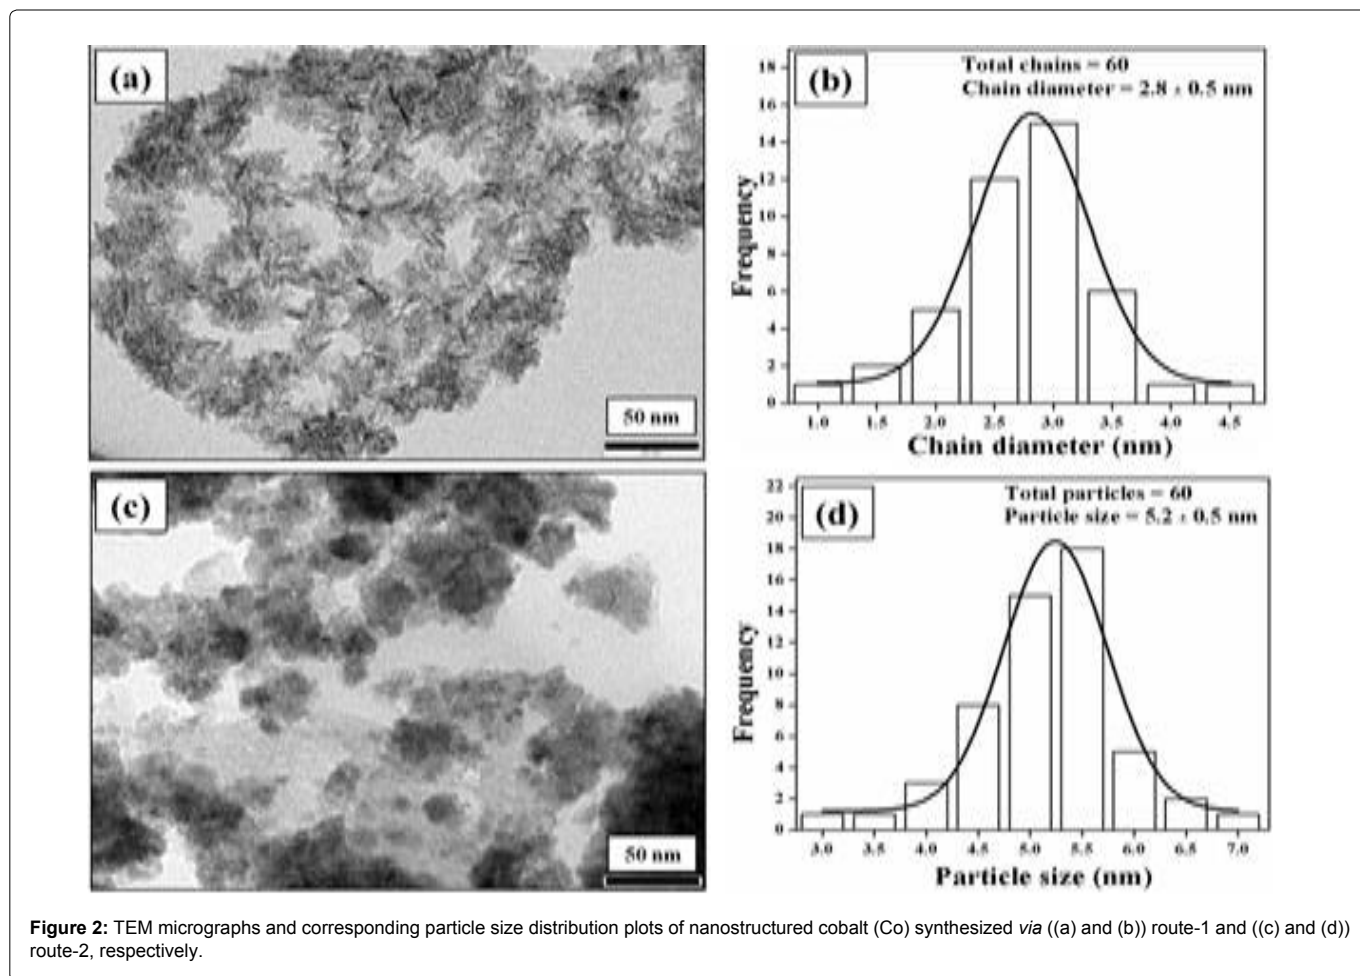 (a)
50 nm
(b)
Total chains = 60
Chain diameter = 2.8 ± 0.5 nm
Frequency
18
16
14
12
10
8
6
4
2
0
1.0 1.5 2.0 2.5 3.0 3.5 4.0 4.5
Chain diameter (nm)
(c)
50 nm
(d)
Total particles = 60
Particle size = 5.2 ± 0.5 nm
Frequency
22
20
18
16
14
12
10
8
6
4
2
0
3.0 3.5 4.0 4.5 5.0 5.5 6.0 6.5 7.0
Particle size (nm)
Figure 2: TEM micrographs and corresponding particle size distribution plots of nanostructured cobalt (Co) synthesized via ((a) and (b)) route-1 and ((c) and (d))
route-2, respectively.